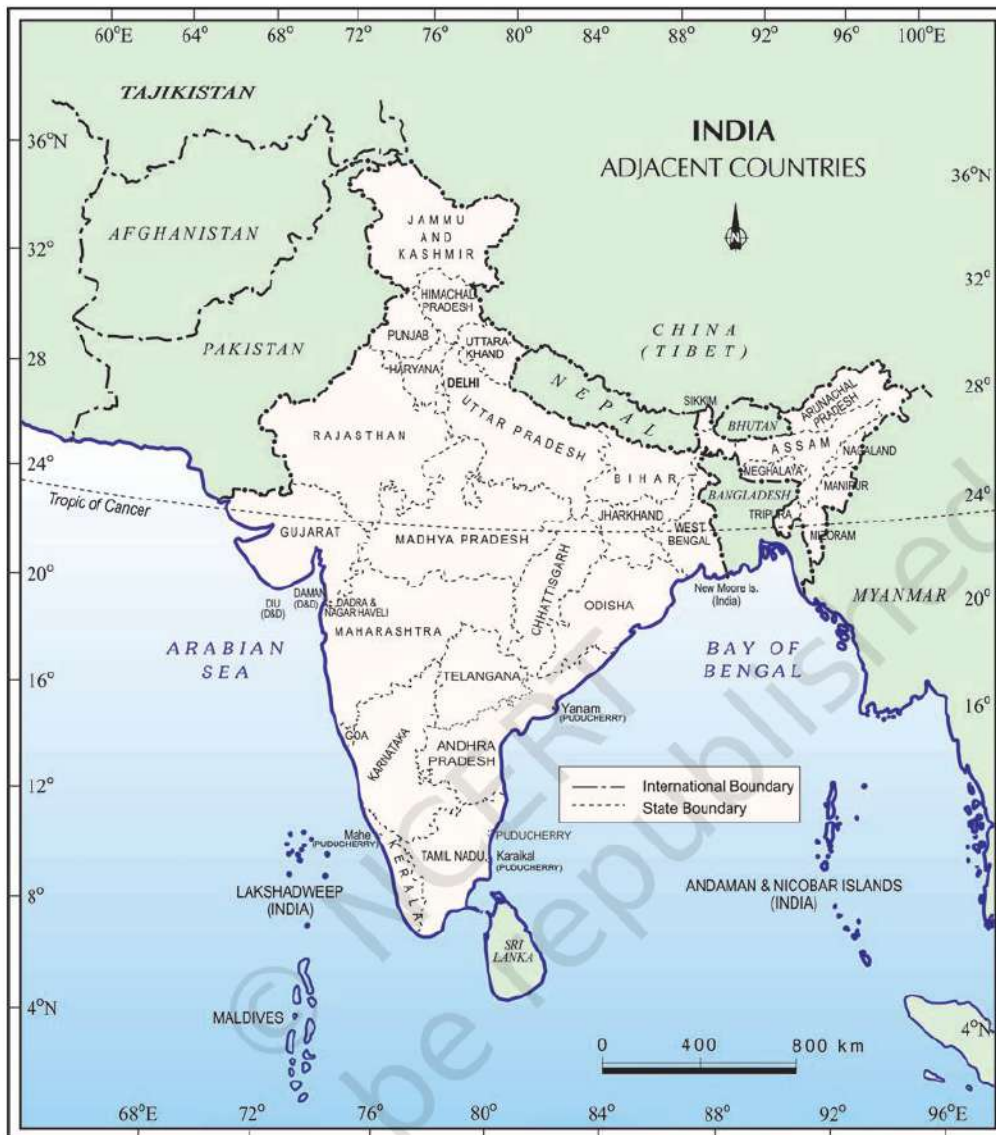 60°E 64° 68° 72° 76° 80° 84° 88° 92° 96° 100°E
TAJIKISTAN
36°N
INDIA
ADJACENT COUNTRIES
36°N
N
JAMMU
AND
KASHMIR
AFGHANISTAN
32°
32°
HIMACHAL
PRADESH
CHINA
(TIBET)
PUNJAB
UTTARA-
KHAND
PAKISTAN
28°
HARYANA
DELHI
NEPAL
28°
SIKKIM
ARUNACHAL
PRADESH
BHUTAN
UTTAR PRADESH
RAJASTHAN
ASSAM
NAGALAND
24°
BIHAR
MEGHALAYA
MANIPUR
24°
BANGLADESH
Tropic of Cancer
JHARKHAND
TRIPURA
GUJARAT
MADHYA PRADESH
WEST
BENGAL
MIZORAM
20°
CHHATTISGARH
DIU
(D&D)
DAMAN
(D&D)
DADRA &
NAGAR HAVELI
ODISHA
New Moore Is.
(India)
MYANMAR
20°
MAHARASHTRA
ARABIAN
SEA
BAY OF
BENGAL
TELANGANA
16°
16°
Yanam
(PUDUCHERRY)
GOA
KARNATAKA
ANDHRA
PRADESH
12°
International Boundary
State Boundary
12°
Mahe
(PUDUCHERRY)
PUDUCHERRY
KERALA
TAMIL NADU
Karaikal
(PUDUCHERRY)
8°
LAKSHADWEEP
(INDIA)
ANDAMAN & NICOBAR ISLANDS
(INDIA)
8°
SRI
LANKA
4°N
MALDIVES
4°N
0 400 800 km
68°E 72° 76° 80° 84° 88° 92° 96°E
© NCERT
be republished